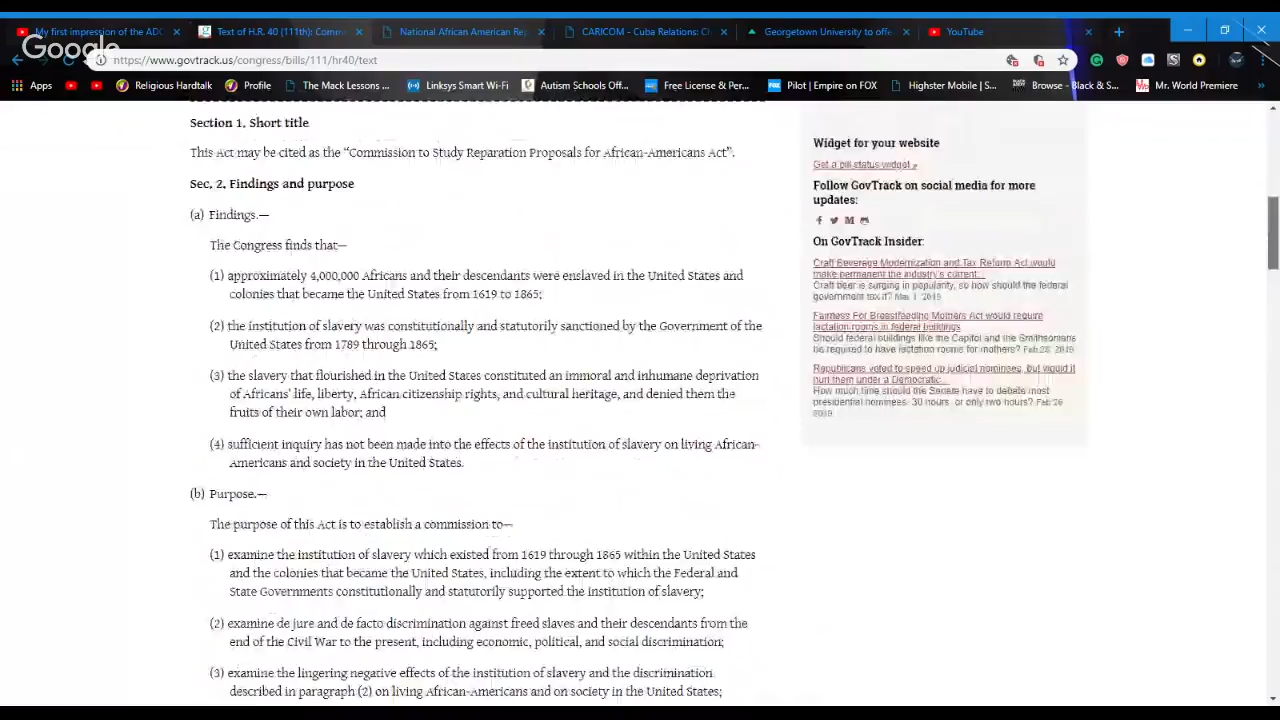 My first impression of the ADC
Text of H.R. 40 (111th): Comm
National African American Rep
CARICOM - Cuba Relations: Ch
Georgetown University to offe
YouTube
Google
https://www.govtrack.us/congress/bills/111/hr40/text
Apps
Religious Hardtalk
Profile
The Mack Lessons ...
Linksys Smart Wi-Fi
Autism Schools Off...
Free License & Per...
Pilot | Empire on FOX
Highster Mobile | S...
Browse - Black & S...
Mr. World Premiere
Section 1. Short title
This Act may be cited as the “Commission to Study Reparation Proposals for African-Americans Act”.
Sec. 2. Findings and purpose
(a) Findings.—
The Congress finds that—
(1) approximately 4,000,000 Africans and their descendants were enslaved in the United States and
colonies that became the United States from 1619 to 1865;
(2) the institution of slavery was constitutionally and statutorily sanctioned by the Government of the
United States from 1789 through 1865;
(3) the slavery that flourished in the United States constituted an immoral and inhumane deprivation
of Africans’ life, liberty, African citizenship rights, and cultural heritage, and denied them the
fruits of their own labor; and
(4) sufficient inquiry has not been made into the effects of the institution of slavery on living African-
Americans and society in the United States.
(b) Purpose.—
The purpose of this Act is to establish a commission to—
(1) examine the institution of slavery which existed from 1619 through 1865 within the United States
and the colonies that became the United States, including the extent to which the Federal and
State Governments constitutionally and statutorily supported the institution of slavery;
(2) examine de jure and de facto discrimination against freed slaves and their descendants from the
end of the Civil War to the present, including economic, political, and social discrimination;
(3) examine the lingering negative effects of the institution of slavery and the discrimination
described in paragraph (2) on living African-Americans and on society in the United States;
Widget for your website
Get a bill status widget
Follow GovTrack on social media for more
updates:
On GovTrack Insider:
Craft Beverage Modernization and Tax Reform Act would
make permanent the industry's current...
Craft beer is surging in popularity, so how should the federal
government tax it? Mar 1, 2019
Fairness For Breastfeeding Mothers Act would require
lactation rooms in federal buildings
Should federal buildings like the Capitol and the Smithsonians
be required to have lactation rooms for mothers? Feb 28, 2019
Republicans voted to speed up judicial nominees, but would it
hurt them under a Democratic...
How much time should the Senate have to debate most
presidential nominees: 30 hours, or only two hours? Feb 26
2019